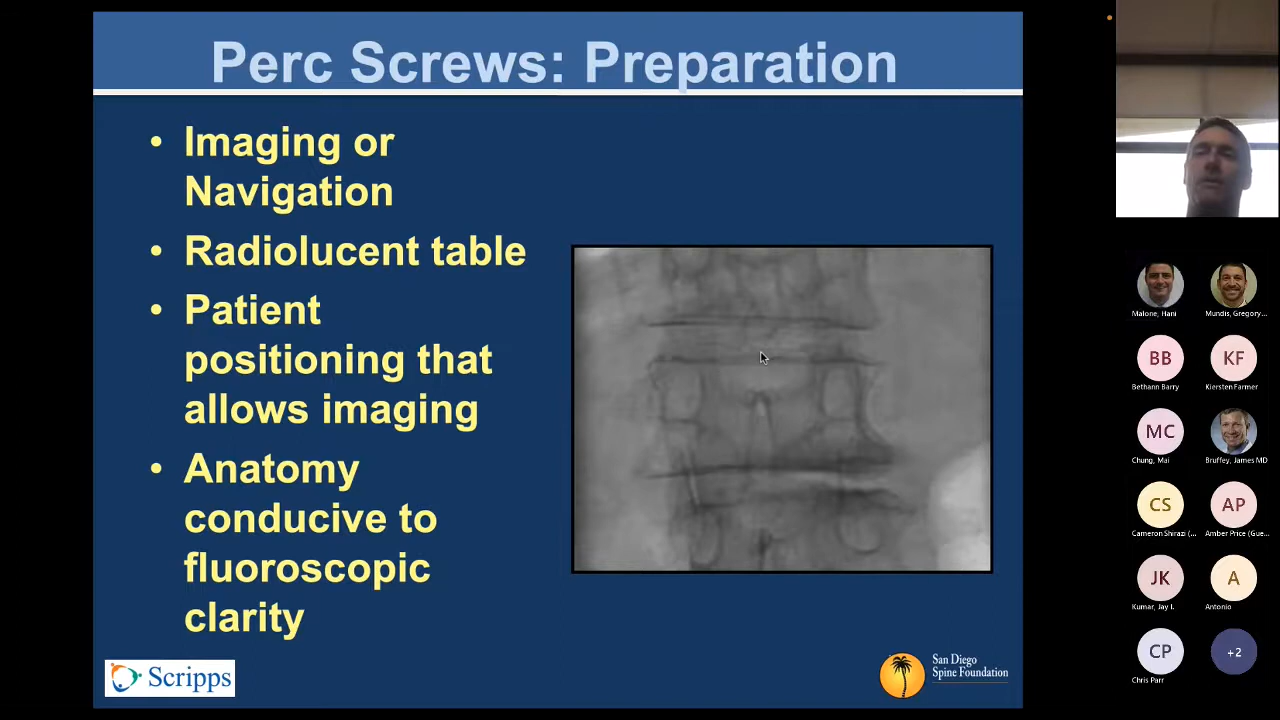 Perc Screws: Preparation
• Imaging or
Navigation
• Radiolucent table
• Patient
positioning that
allows imaging
• Anatomy
conducive to
fluoroscopic
clarity
Scripps
San Diego
Spine Foundation
Malone, Hani
Mundis, Gregory...
BB
KF
Bethann Barry
Kiersten Farmer
MC
Chung, Mai
Bruffey, James MD
CS
AP
Cameron Shirazi (...
Amber Price (Gue...
JK
A
Kumar, Jay I.
Antonio
CP
+2
Chris Parr